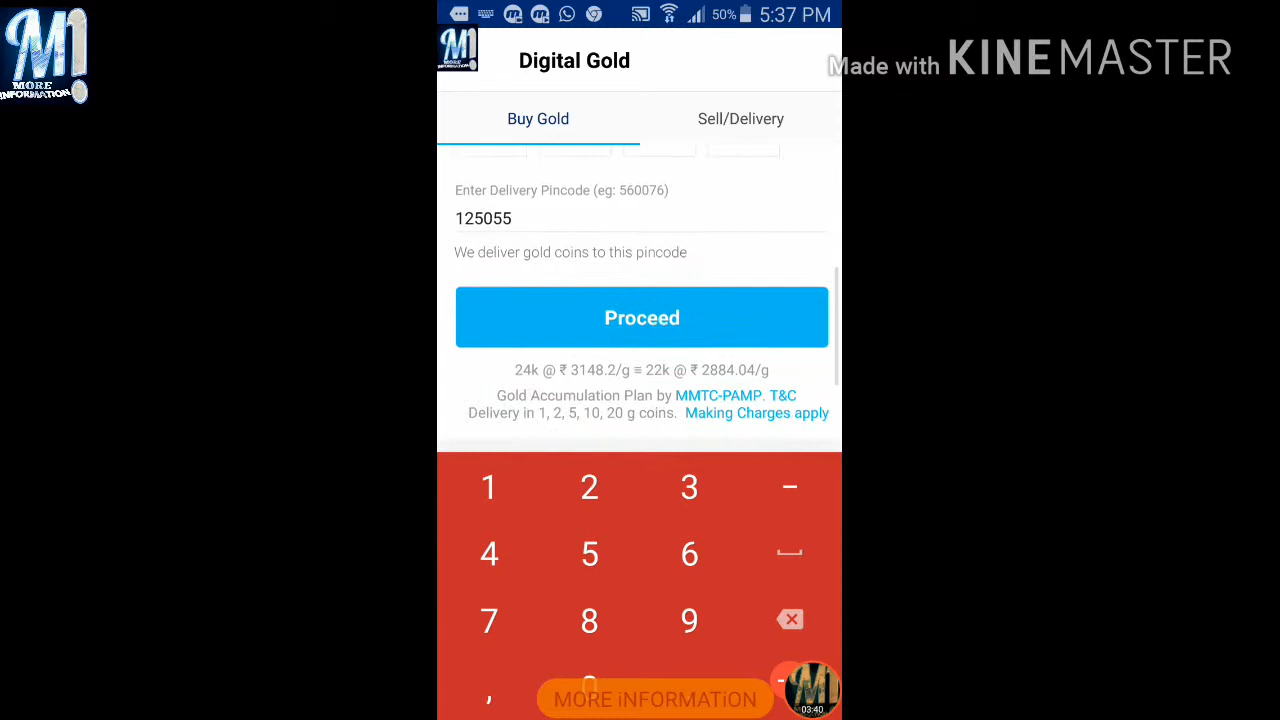 M!
MORE
INFORMATION
50% 5:37 PM
M!
MORE
INFORMATION
Digital Gold
Made with KINEMASTER
Buy Gold
Sell/Delivery
Enter Delivery Pincode (eg: 560076)
125055
We deliver gold coins to this pincode
Proceed
24k @ ₹ 3148.2/g ≡ 22k @ ₹ 2884.04/g
Gold Accumulation Plan by MMTC-PAMP. T&C
Delivery in 1, 2, 5, 10, 20 g coins. Making Charges apply
1 2 3 –
4 5 6
7 8 9
,
MORE iNFORMATiON
M!
03:40